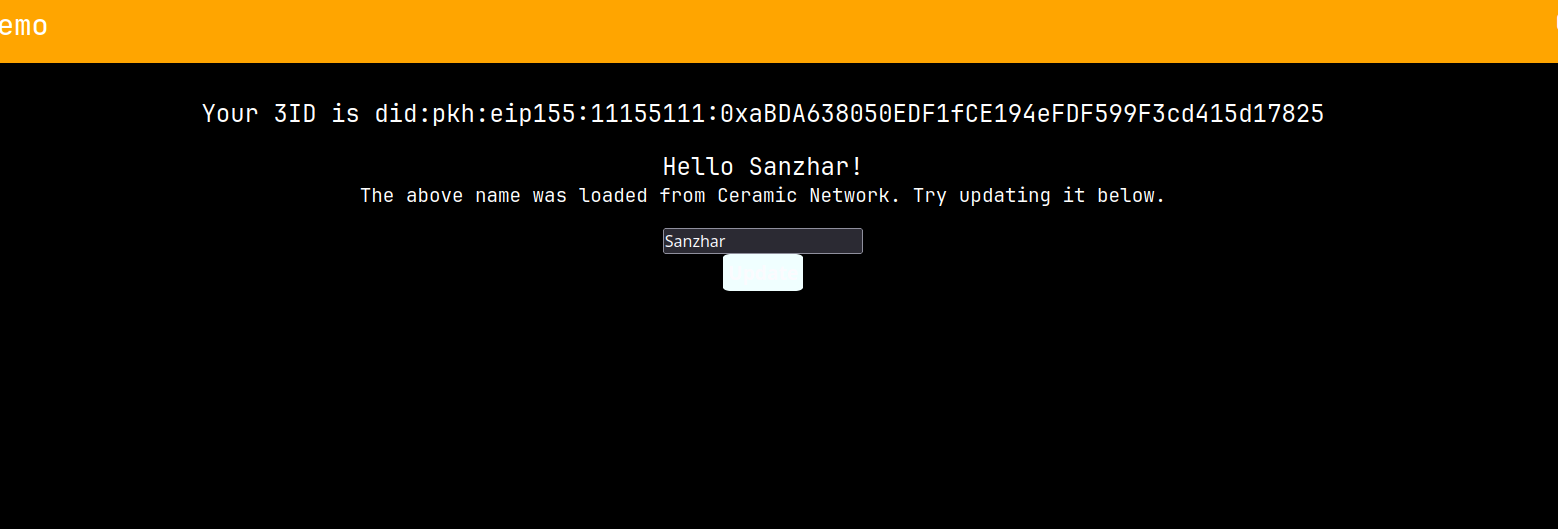 emo
Your 3ID is did:pkh:eip155:11155111:0xaBDA638050EDF1fCE194eFDF599F3cd415d17825
Hello Sanzhar!
The above name was loaded from Ceramic Network. Try updating it below.
Sanzhar